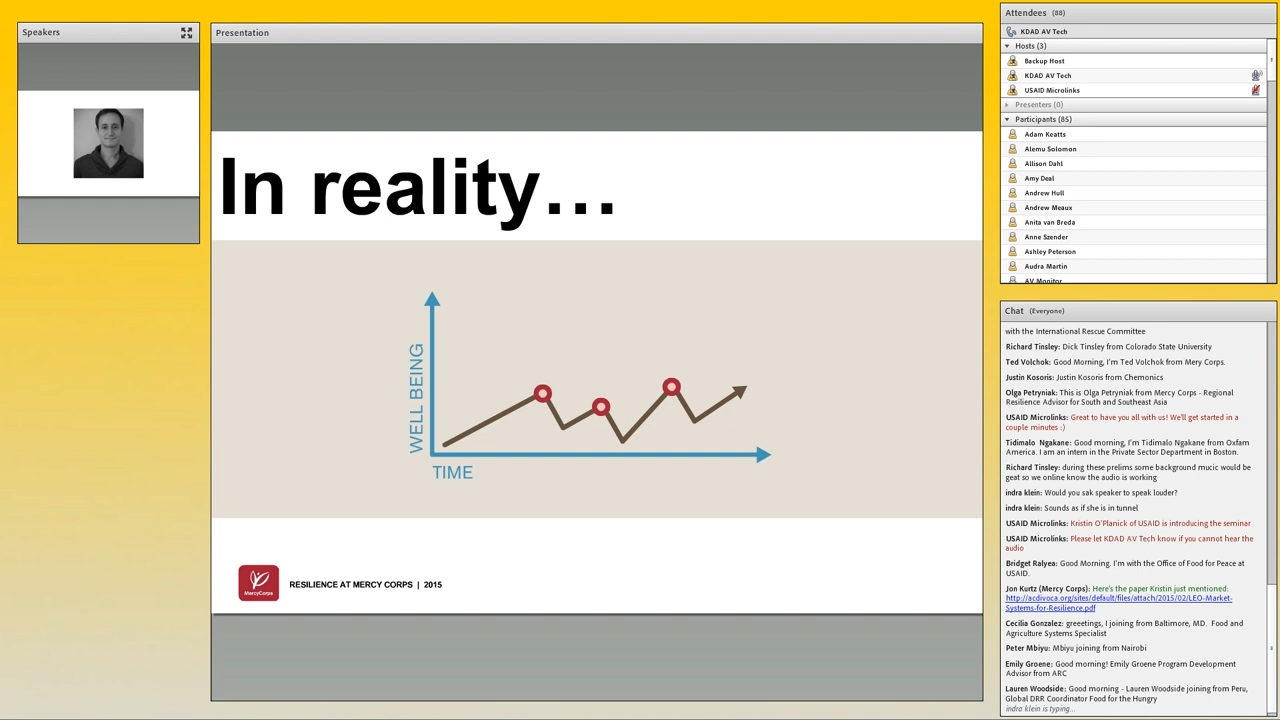 Speakers
Presentation
In reality…
WELL BEING
TIME
MercyCorps
RESILIENCE AT MERCY CORPS | 2015
Attendees (88)
KDAD AV Tech
Hosts (3)
Backup Host
KDAD AV Tech
USAID Microlinks
Presenters (0)
Participants (85)
Adam Keatts
Alemu Solomon
Allison Dahl
Amy Deal
Andrew Hull
Andrew Meaux
Anita van Breda
Anne Szender
Ashley Peterson
Audra Martin
AV Monitor
Chat (Everyone)
with the International Rescue Committee
Richard Tinsley: Dick Tinsley from Colorado State University
Ted Volchok: Good Morning, I'm Ted Volchok from Mery Corps.
Justin Kosoris: Justin Kosoris from Chemonics
Olga Petryniak: This is Olga Petryniak from Mercy Corps - Regional
Resilience Advisor for South and Southeast Asia
USAID Microlinks: Great to have you all with us! We'll get started in a
couple minutes :)
Tidimalo Ngakane: Good morning, I'm Tidimalo Ngakane from Oxfam
America. I am an intern in the Private Sector Department in Boston.
Richard Tinsley: during these prelims some background mucic would be
geat so we online know the audio is working
indra klein: Would you sak speaker to speak louder?
indra klein: Sounds as if she is in tunnel
USAID Microlinks: Kristin O'Planick of USAID is introducing the seminar
USAID Microlinks: Please let KDAD AV Tech know if you cannot hear the
audio
Bridget Ralyea: Good Morning. I'm with the Office of Food for Peace at
USAID.
Jon Kurtz (Mercy Corps): Here's the paper Kristin just mentioned:
http://acdivoca.org/sites/default/files/attach/2015/02/LEO-Market-
Systems-for-Resilience.pdf
Cecilia Gonzalez: greeetings, I joining from Baltimore, MD. Food and
Agriculture Systems Specialist
Peter Mbiyu: Mbiyu joining from Nairobi
Emily Groene: Good morning! Emily Groene Program Development
Advisor from ARC
Lauren Woodside: Good morning - Lauren Woodside joining from Peru,
Global DRR Coordinator Food for the Hungry
indra klein is typing...